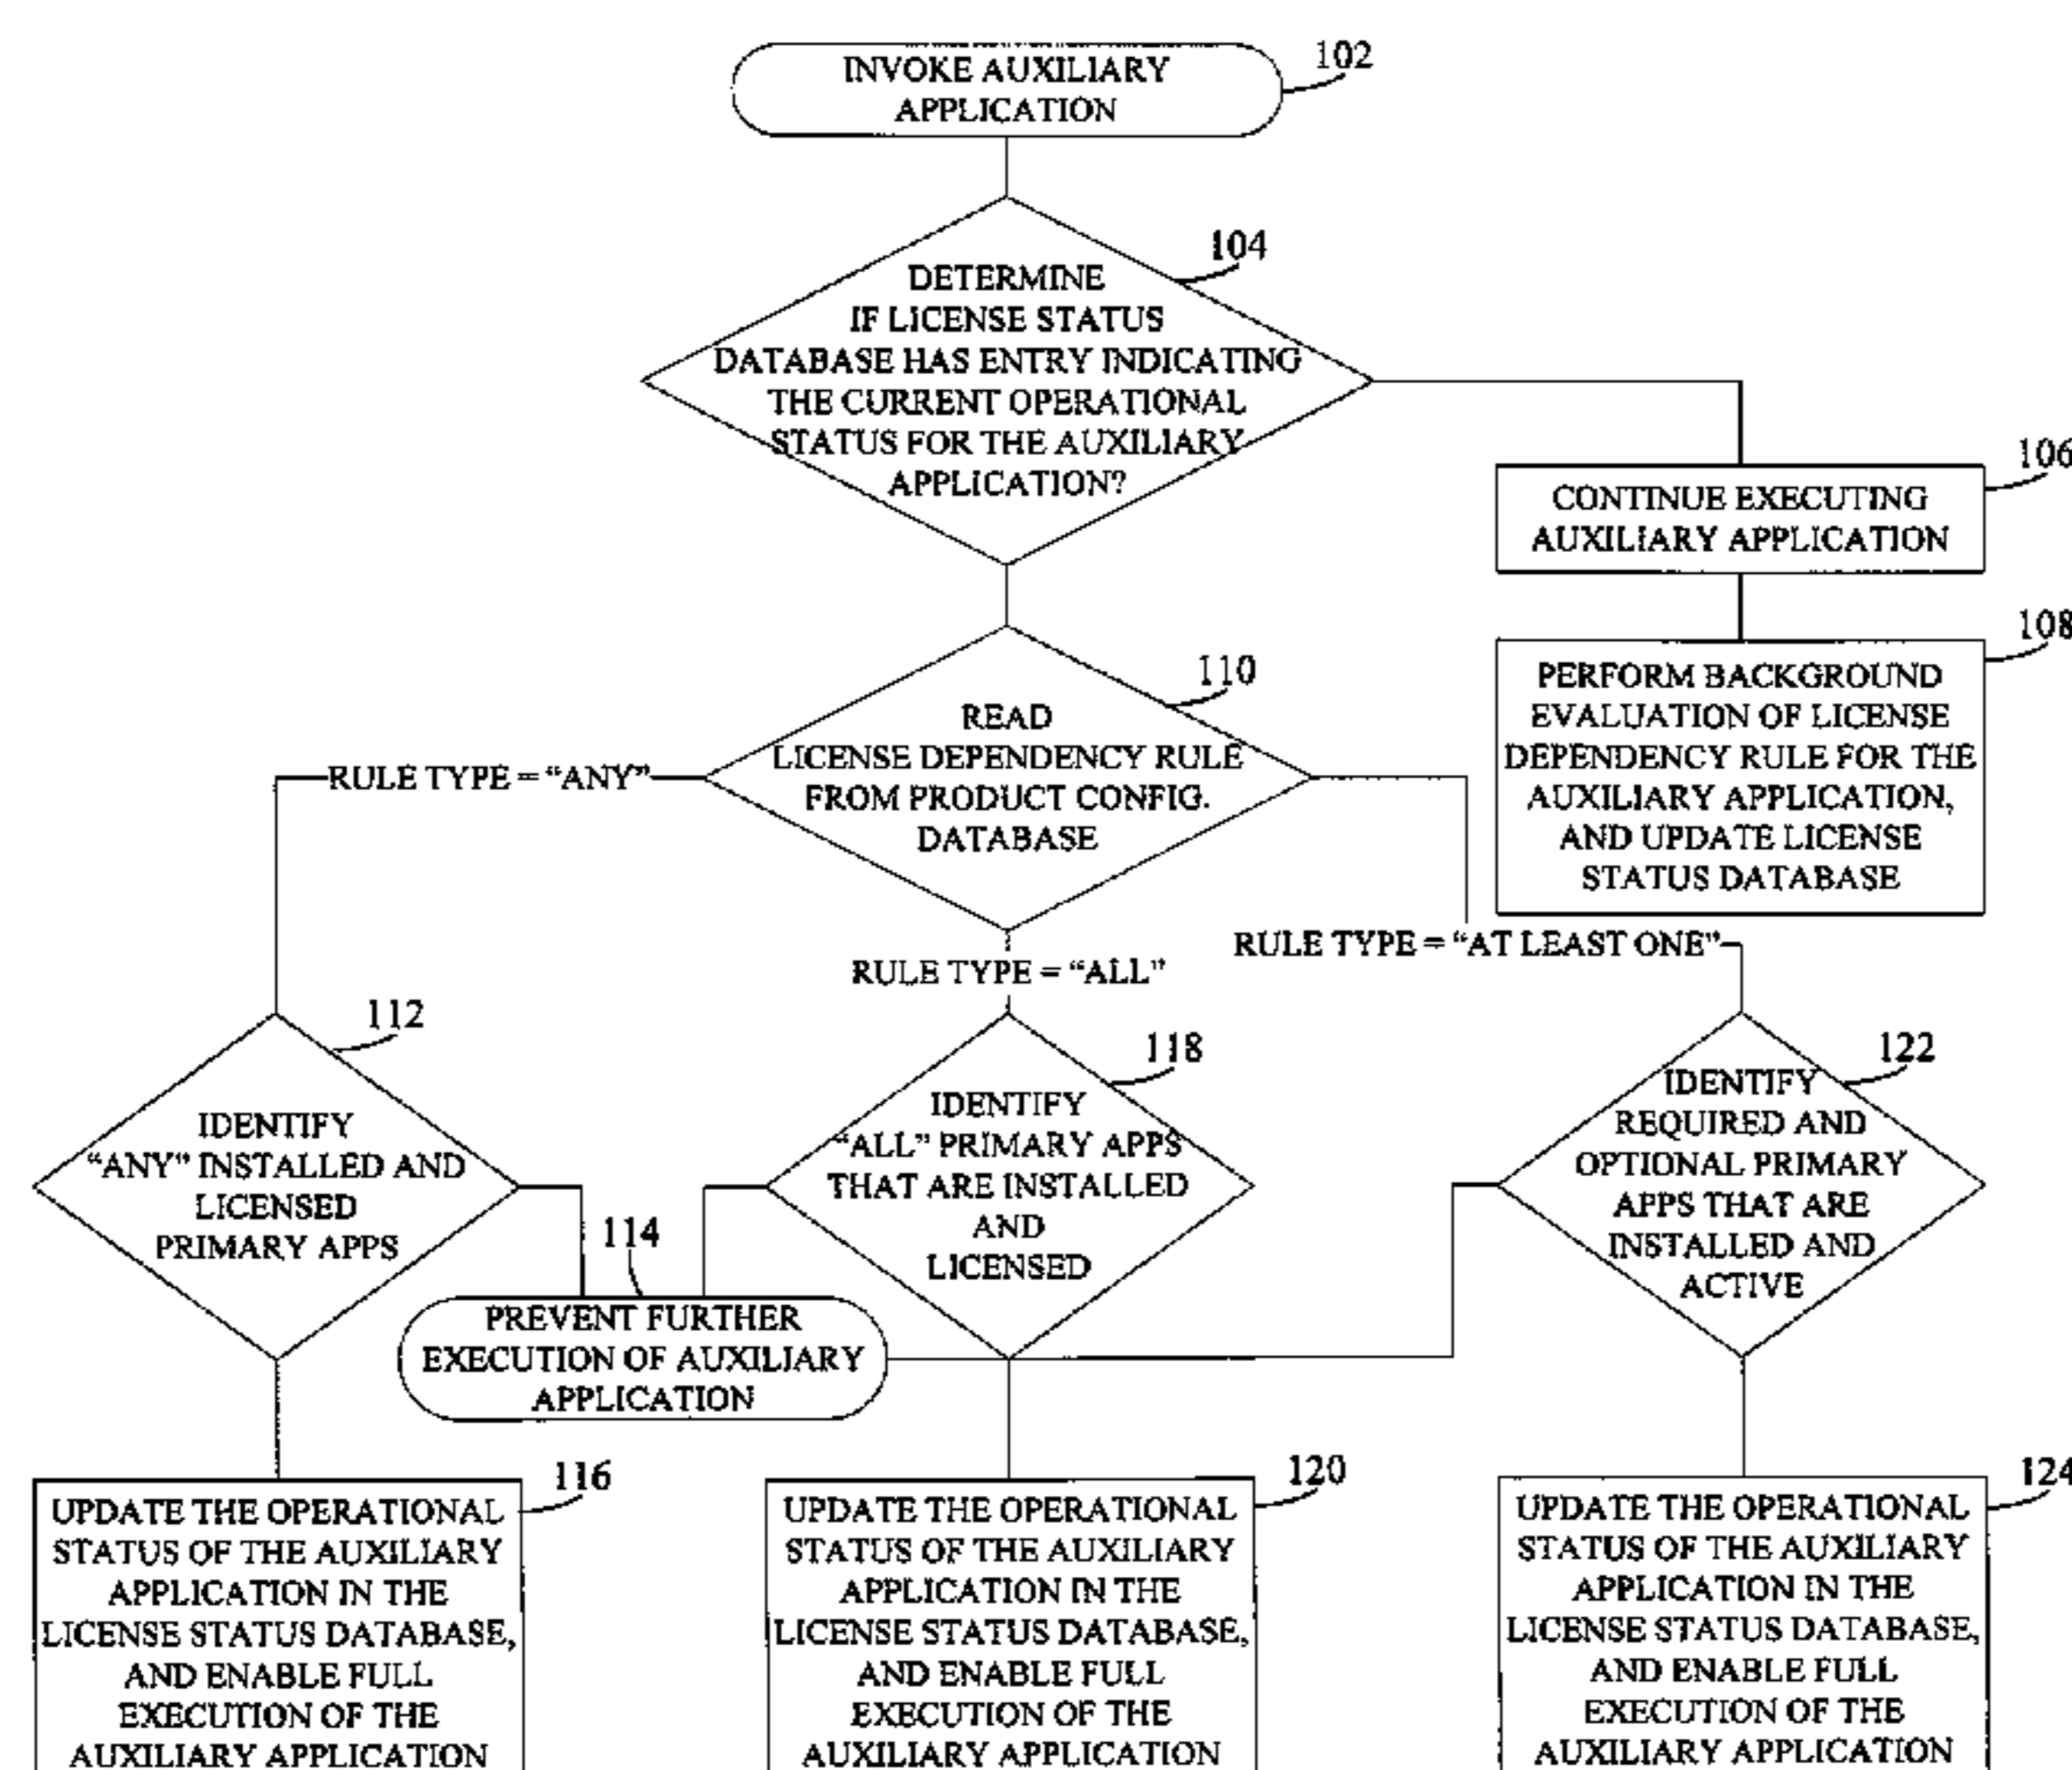 INVOKE AUXILIARY
APPLICATION
102
DETERMINE
IF LICENSE STATUS
DATABASE HAS ENTRY INDICATING
THE CURRENT OPERATIONAL
STATUS FOR THE AUXILIARY
APPLICATION?
104
CONTINUE EXECUTING
AUXILIARY APPLICATION
106
PERFORM BACKGROUND
EVALUATION OF LICENSE
DEPENDENCY RULE FOR THE
AUXILIARY APPLICATION,
AND UPDATE LICENSE
STATUS DATABASE
108
READ
LICENSE DEPENDENCY RULE
FROM PRODUCT CONFIG.
DATABASE
110
RULE TYPE = “ANY”
RULE TYPE = “ALL”
RULE TYPE = “AT LEAST ONE”
IDENTIFY
“ANY” INSTALLED AND
LICENSED
PRIMARY APPS
112
PREVENT FURTHER
EXECUTION OF AUXILIARY
APPLICATION
114
IDENTIFY
“ALL” PRIMARY APPS
THAT ARE INSTALLED
AND
LICENSED
118
IDENTIFY
REQUIRED AND
OPTIONAL PRIMARY
APPS THAT ARE
INSTALLED AND
ACTIVE
122
UPDATE THE OPERATIONAL
STATUS OF THE AUXILIARY
APPLICATION IN THE
LICENSE STATUS DATABASE,
AND ENABLE FULL
EXECUTION OF THE
AUXILIARY APPLICATION
116
UPDATE THE OPERATIONAL
STATUS OF THE AUXILIARY
APPLICATION IN THE
LICENSE STATUS DATABASE,
AND ENABLE FULL
EXECUTION OF THE
AUXILIARY APPLICATION
120
UPDATE THE OPERATIONAL
STATUS OF THE AUXILIARY
APPLICATION IN THE
LICENSE STATUS DATABASE,
AND ENABLE FULL
EXECUTION OF THE
AUXILIARY APPLICATION
124